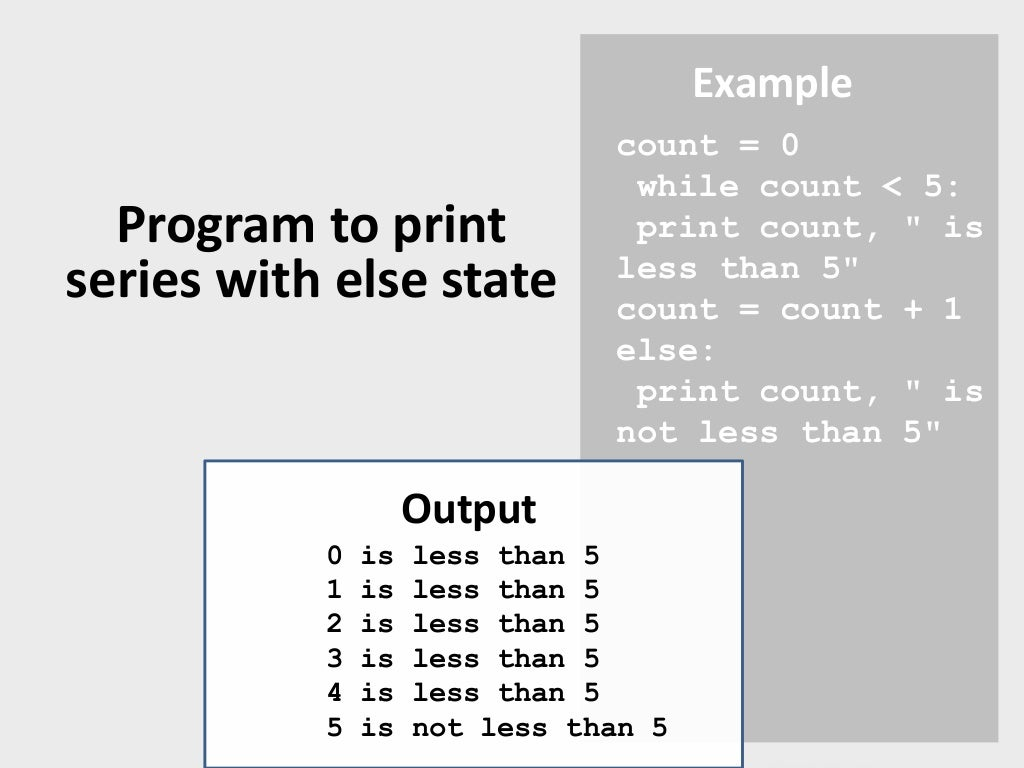 Program to print
series with else state
Example
count = 0
 while count < 5:
 print count, " is
less than 5"
count = count + 1
else:
 print count, " is
not less than 5"
Output
0 is less than 5
1 is less than 5
2 is less than 5
3 is less than 5
4 is less than 5
5 is not less than 5